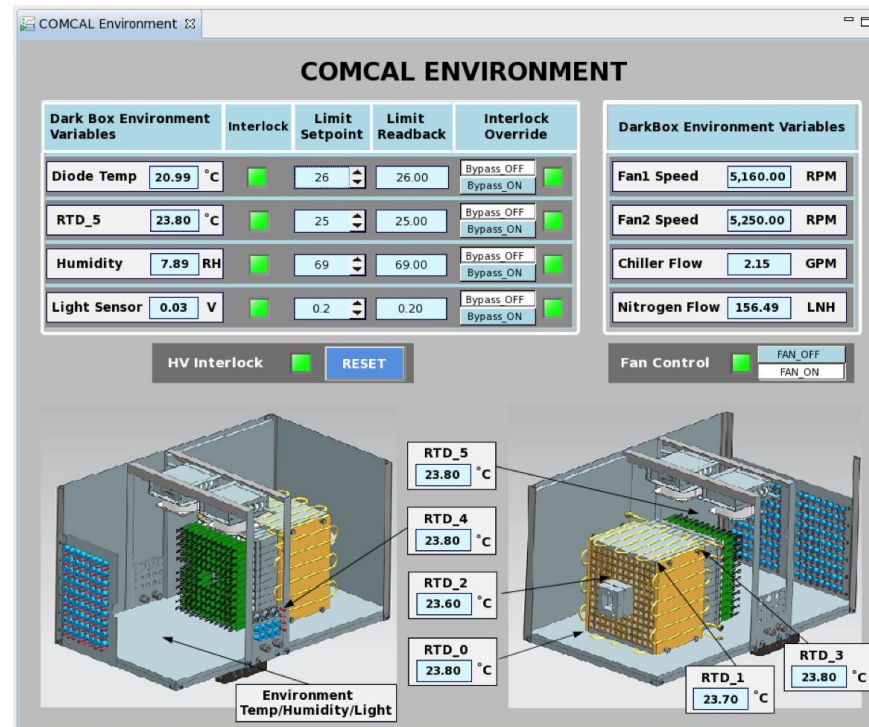 COMCAL Environment
COMCAL ENVIRONMENT
Dark Box Environment
Variables
Interlock
Limit
Setpoint
Limit
Readback
Interlock
Override
Diode Temp 20.99 °C 26 26.00 Bypass_OFF
Bypass_ON
RTD_5 23.80 °C 25 25.00 Bypass_OFF
Bypass_ON
Humidity 7.89 RH 69 69.00 Bypass_OFF
Bypass_ON
Light Sensor 0.03 V 0.2 0.20 Bypass_OFF
Bypass_ON
HV Interlock RESET
DarkBox Environment Variables
Fan1 Speed 5,160.00 RPM
Fan2 Speed 5,250.00 RPM
Chiller Flow 2.15 GPM
Nitrogen Flow 156.49 LNH
Fan Control FAN_OFF
FAN_ON
RTD_5
23.80 °C
RTD_4
23.80 °C
RTD_2
23.60 °C
RTD_0
23.80 °C
RTD_3
23.80 °C
RTD_1
23.70 °C
Environment
Temp/Humidity/Light